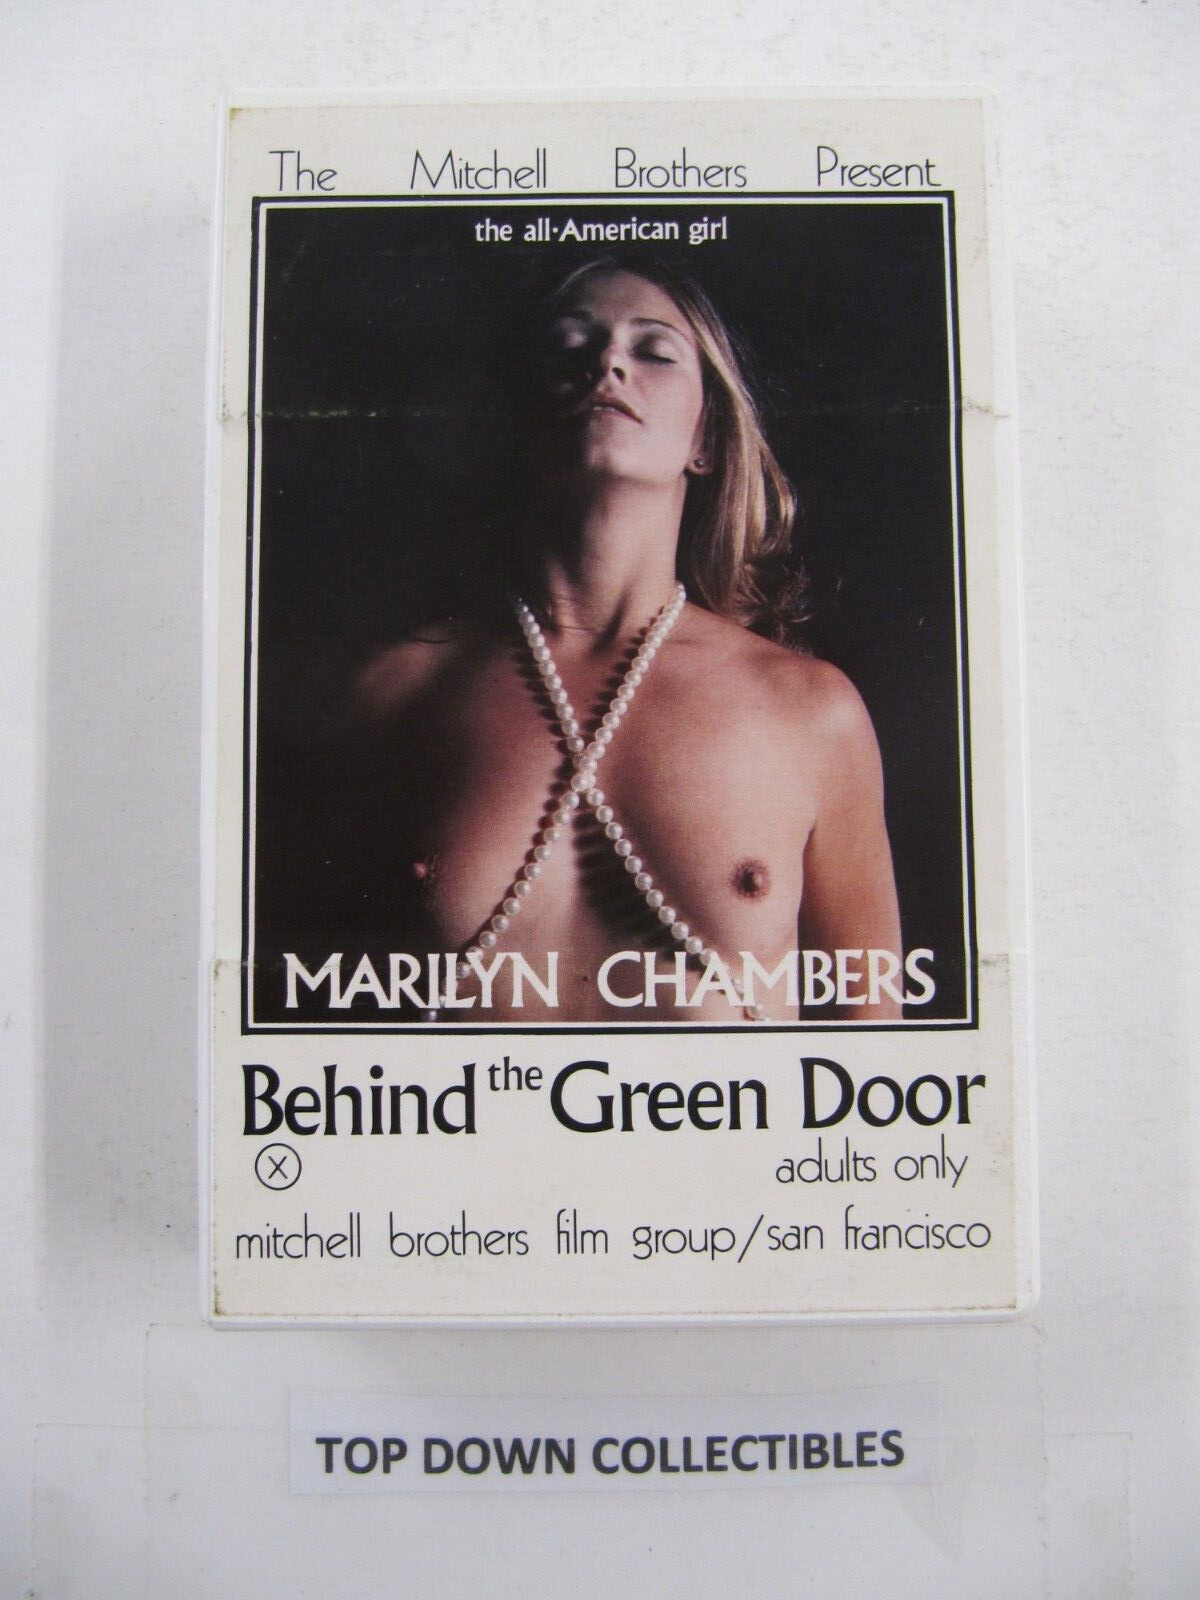 The Mitchell Brothers Present
the all·American girl
MARILYN CHAMBERS
Behind the Green Door
X
adults only
mitchell brothers film group/san francisco
TOP DOWN COLLECTIBLES